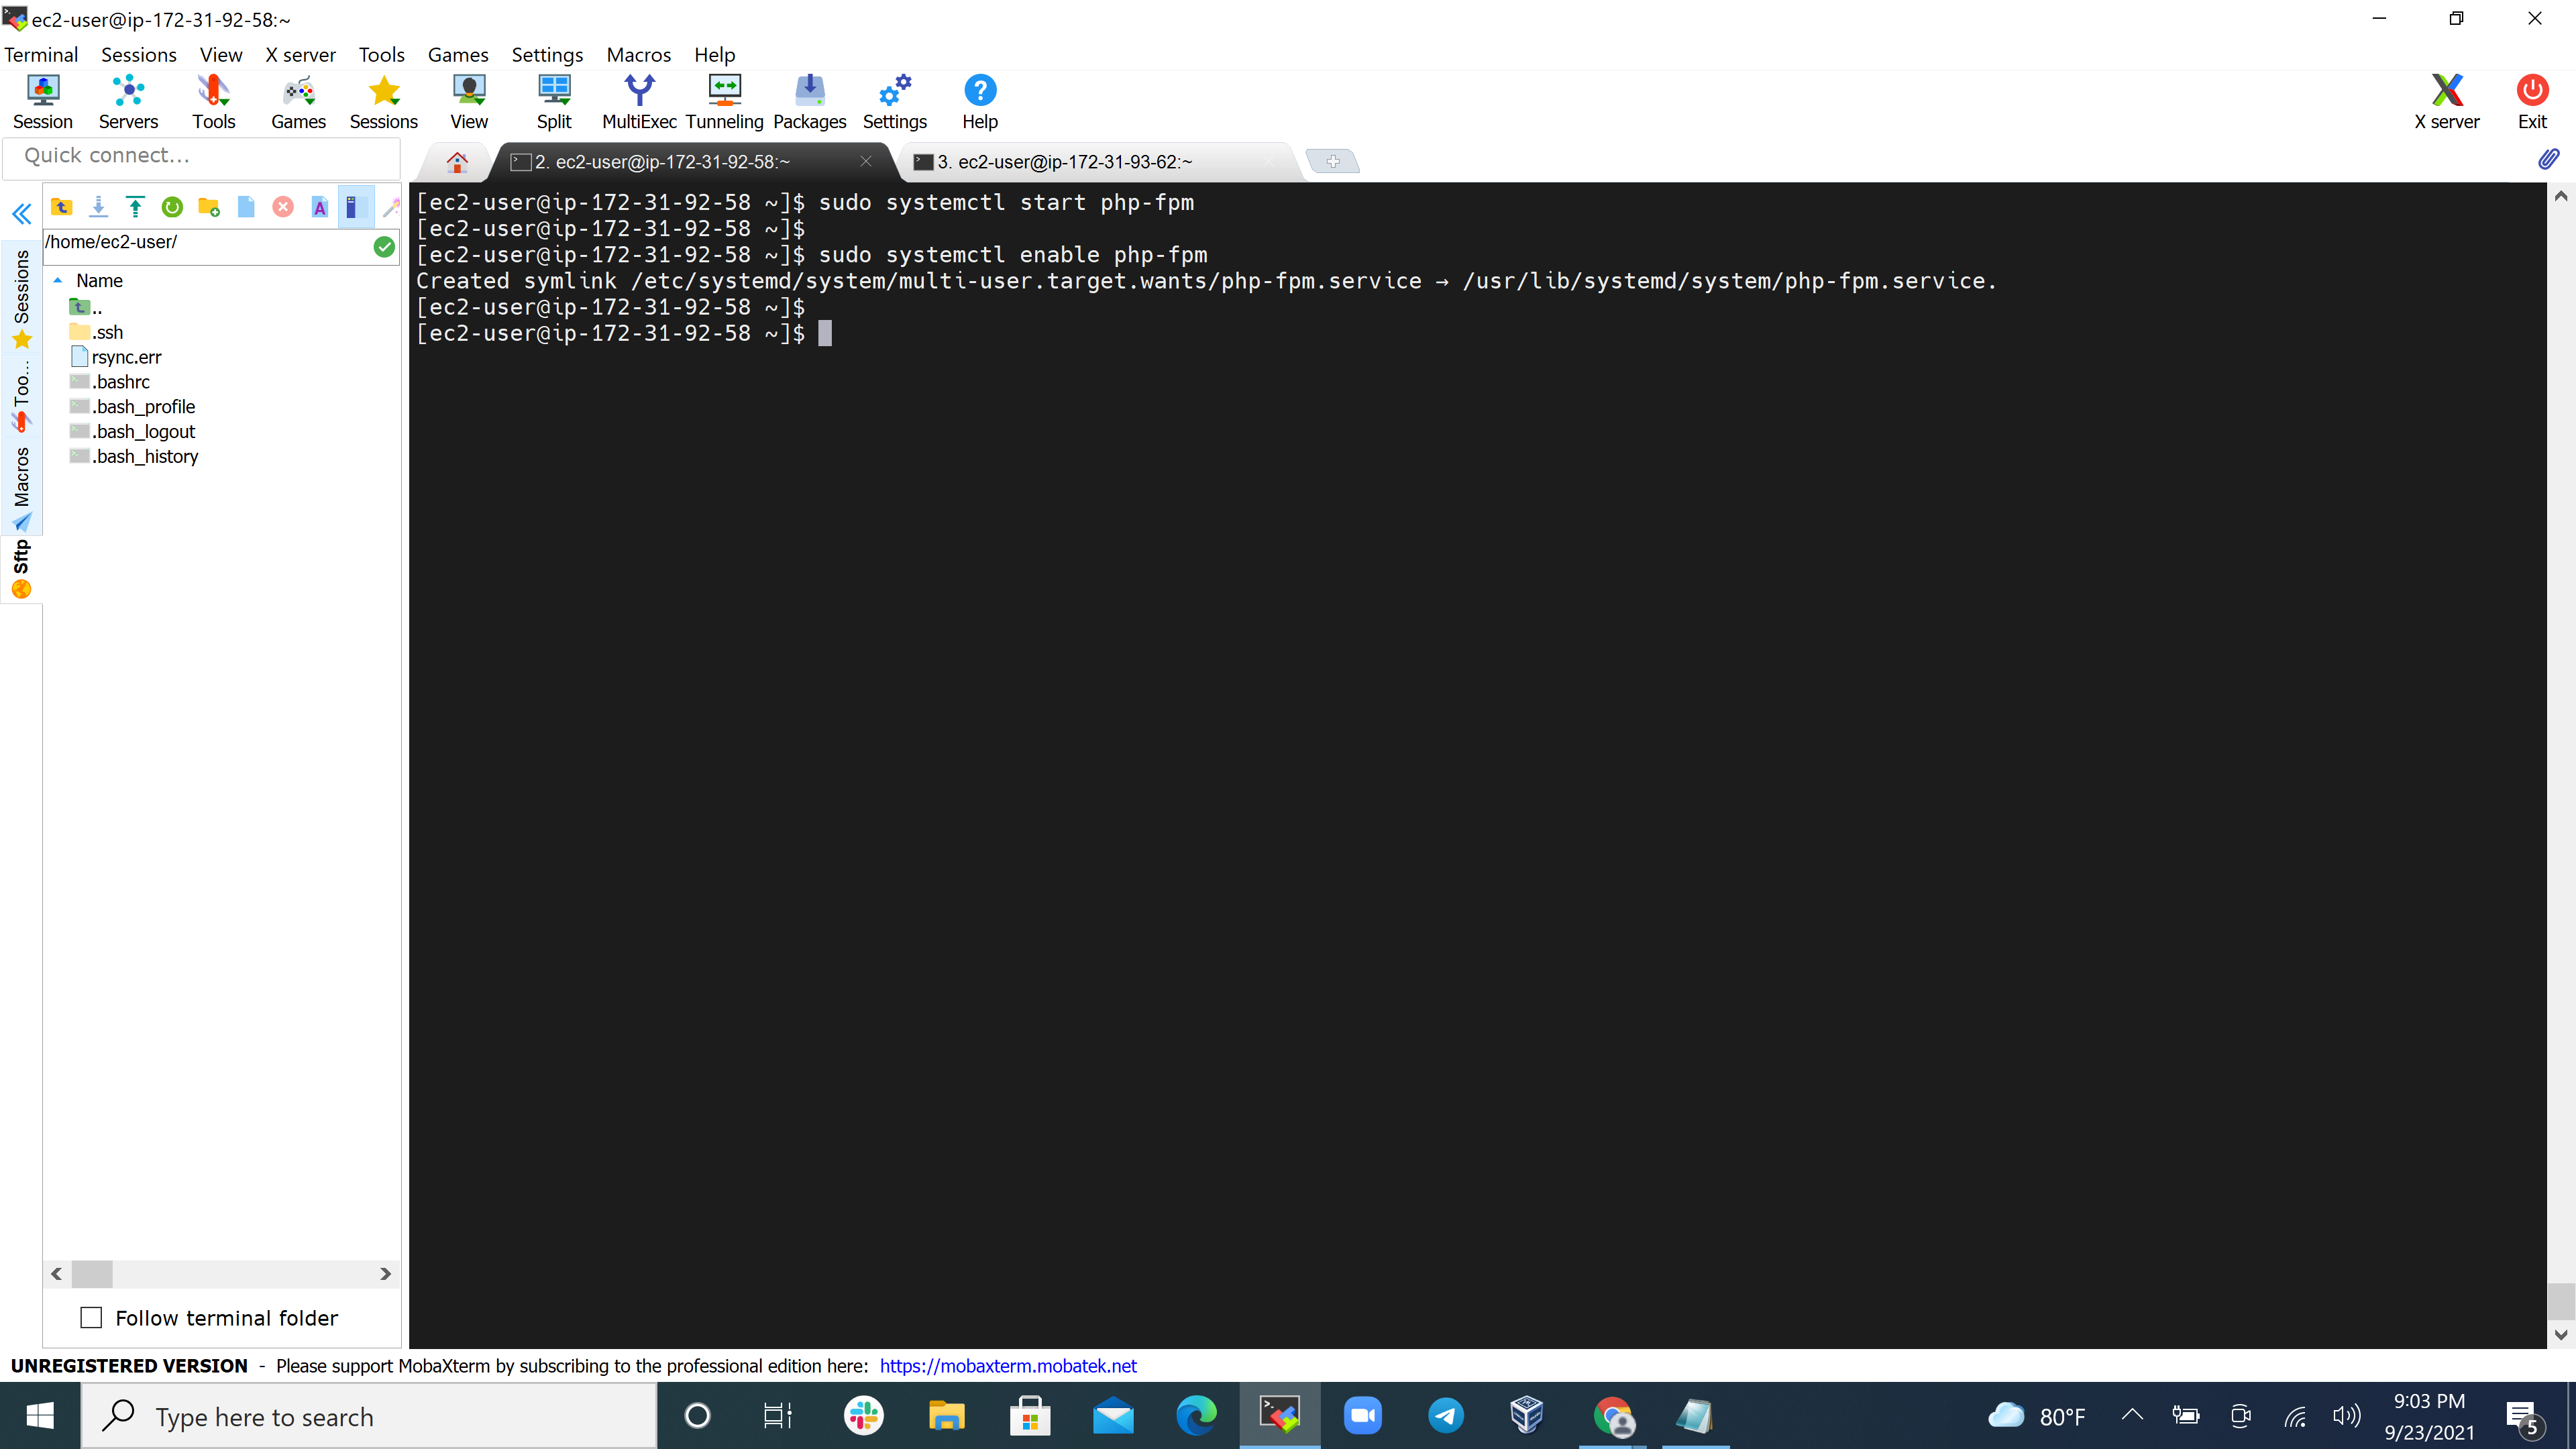 ec2-user@ip-172-31-92-58:~
Terminal Sessions View X server Tools Games Settings Macros Help
Session Servers Tools Games Sessions View Split MultiExec Tunneling Packages Settings Help X server Exit
Quick connect...
2. ec2-user@ip-172-31-92-58:~
3. ec2-user@ip-172-31-93-62:~
/home/ec2-user/
Name
..
.ssh
rsync.err
.bashrc
.bash_profile
.bash_logout
.bash_history
Sessions
Too...
Macros
Sftp
[ec2-user@ip-172-31-92-58 ~]$ sudo systemctl start php-fpm
[ec2-user@ip-172-31-92-58 ~]$
[ec2-user@ip-172-31-92-58 ~]$ sudo systemctl enable php-fpm
Created symlink /etc/systemd/system/multi-user.target.wants/php-fpm.service → /usr/lib/systemd/system/php-fpm.service.
[ec2-user@ip-172-31-92-58 ~]$
[ec2-user@ip-172-31-92-58 ~]$
Follow terminal folder
UNREGISTERED VERSION - Please support MobaXterm by subscribing to the professional edition here: https://mobaxterm.mobatek.net
Type here to search
80°F
9:03 PM
9/23/2021
5